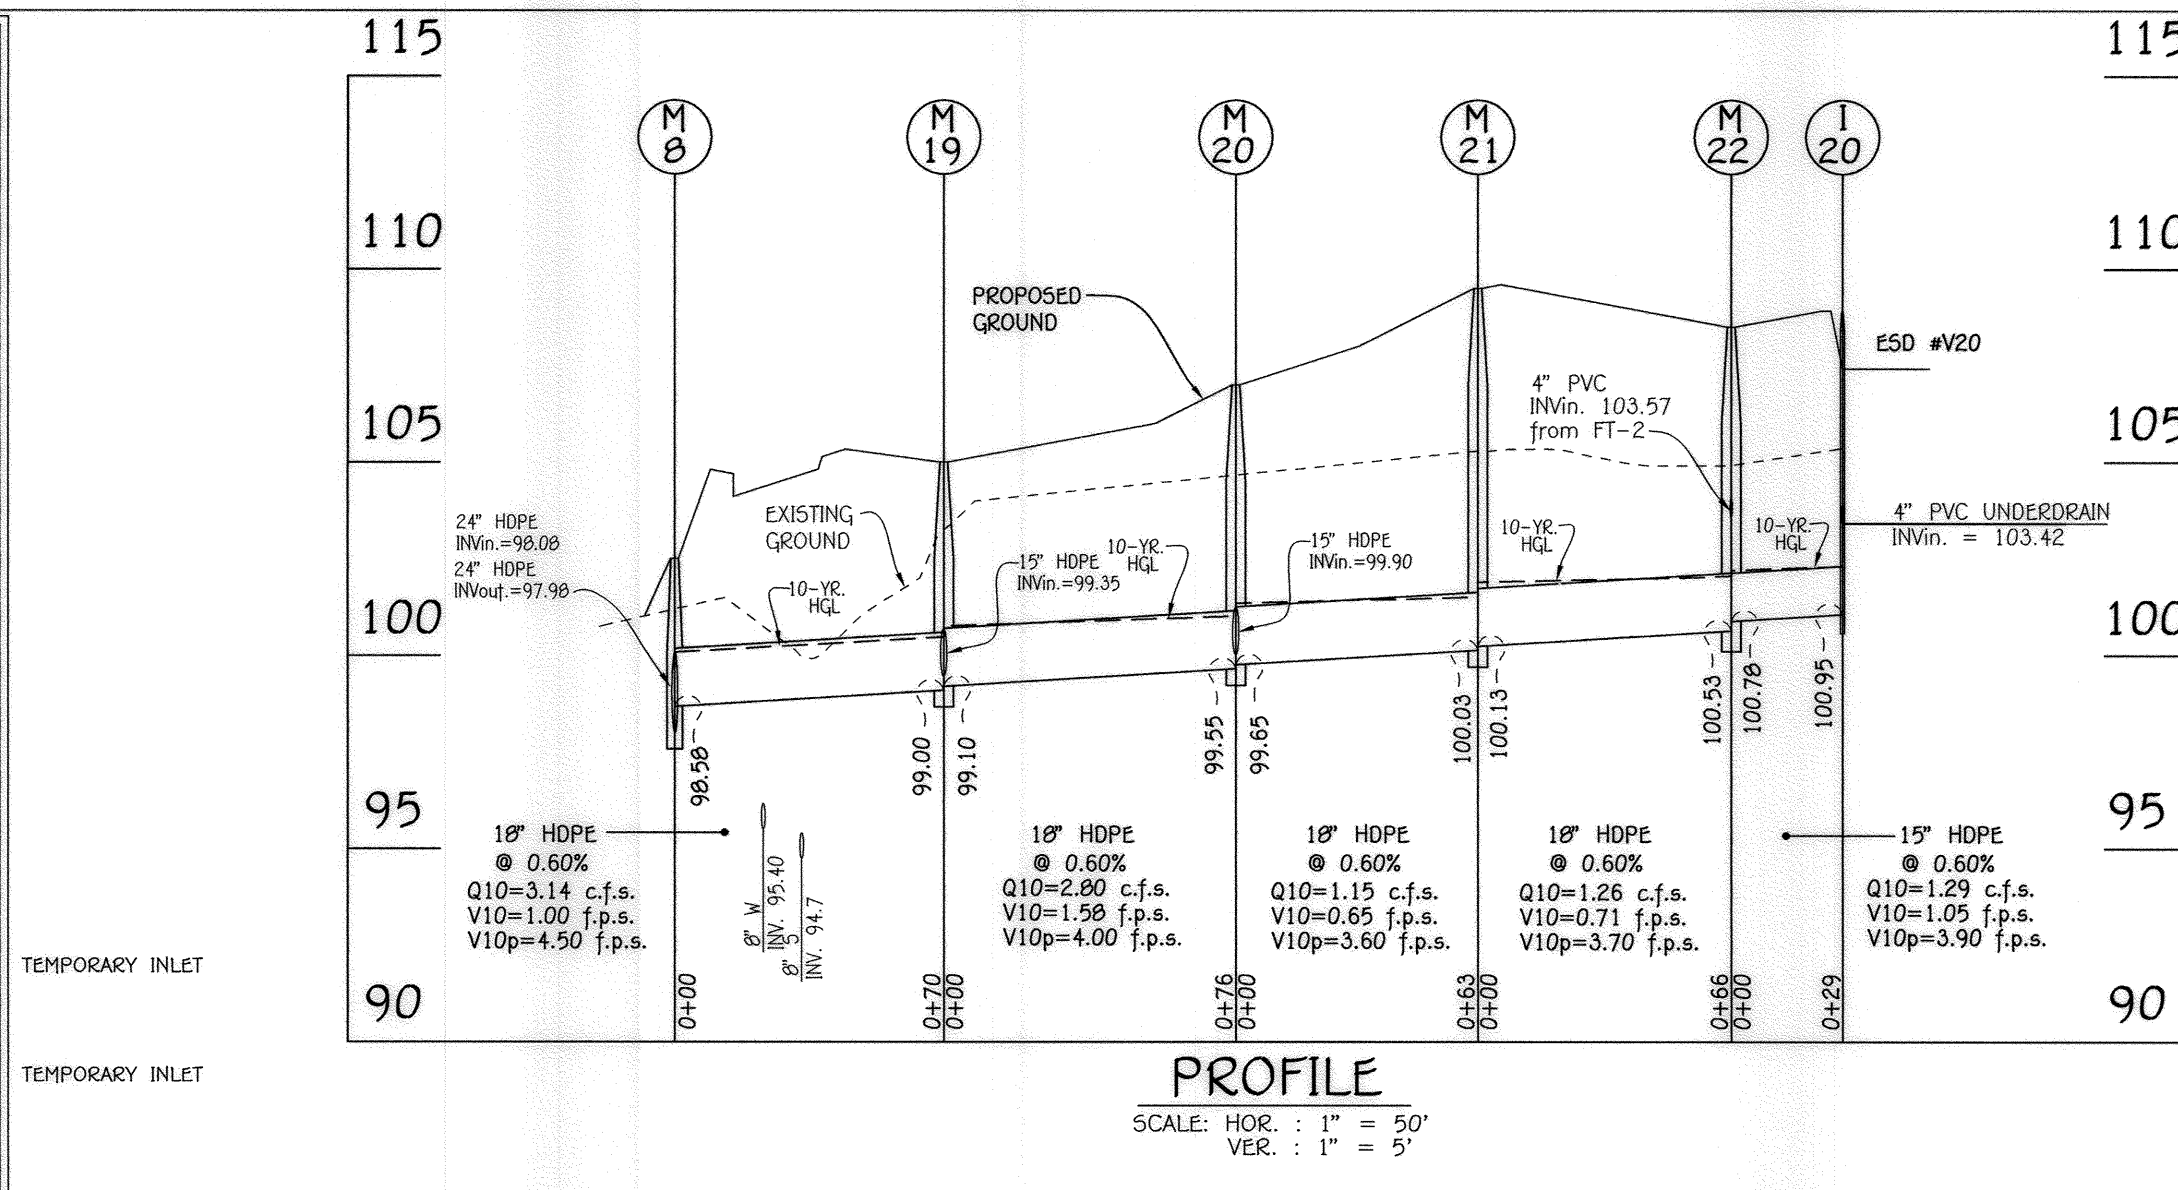 115
115
M
8
M
19
M
20
M
21
M
22
I
20
110
110
PROPOSED
GROUND
ESD #V20
4" PVC
INVin. 103.57
from FT-2
105
105
24" HDPE
INVin.=98.08
24" HDPE
INVout.=97.98
EXISTING
GROUND
10-YR.
HGL
15" HDPE
INVin.=99.35
10-YR.
HGL
15" HDPE
INVin.=99.90
10-YR.
HGL
10-YR.
HGL
4" PVC UNDERDRAIN
INVin. = 103.42
100
100
98.58
99.00
99.10
99.55
99.65
100.03
100.13
100.53
100.78
100.95
95
95
18" HDPE
@ 0.60%
Q10=3.14 c.f.s.
V10=1.00 f.p.s.
V10p=4.50 f.p.s.
8" W
INV. 95.40
8" S
INV. 94.7
18" HDPE
@ 0.60%
Q10=2.80 c.f.s.
V10=1.58 f.p.s.
V10p=4.00 f.p.s.
18" HDPE
@ 0.60%
Q10=1.15 c.f.s.
V10=0.65 f.p.s.
V10p=3.60 f.p.s.
18" HDPE
@ 0.60%
Q10=1.26 c.f.s.
V10=0.71 f.p.s.
V10p=3.70 f.p.s.
15" HDPE
@ 0.60%
Q10=1.29 c.f.s.
V10=1.05 f.p.s.
V10p=3.90 f.p.s.
TEMPORARY INLET
90
90
0+00
0+70
0+00
0+76
0+00
0+63
0+00
0+66
0+00
0+29
TEMPORARY INLET
PROFILE
SCALE: HOR. : 1" = 50'
VER. : 1" = 5'